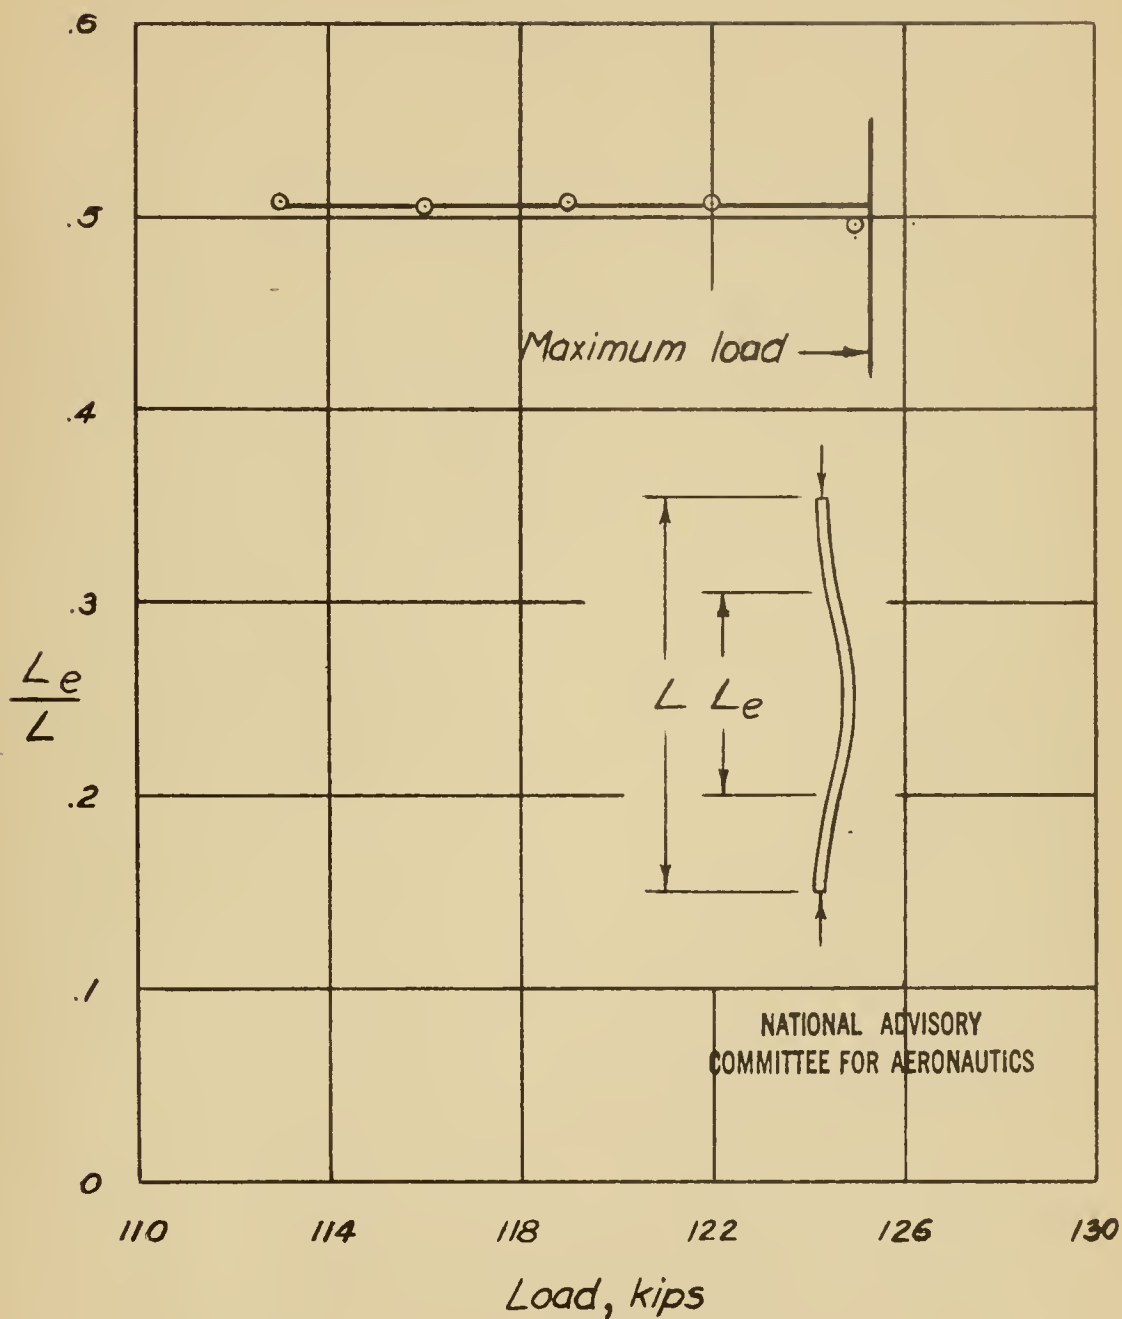 .6
.5
Maximum load
.4
.3
Le
L
L Le
.2
.1
NATIONAL ADVISORY
COMMITTEE FOR AERONAUTICS
0
110 114 118 122 126 130
Load, kips